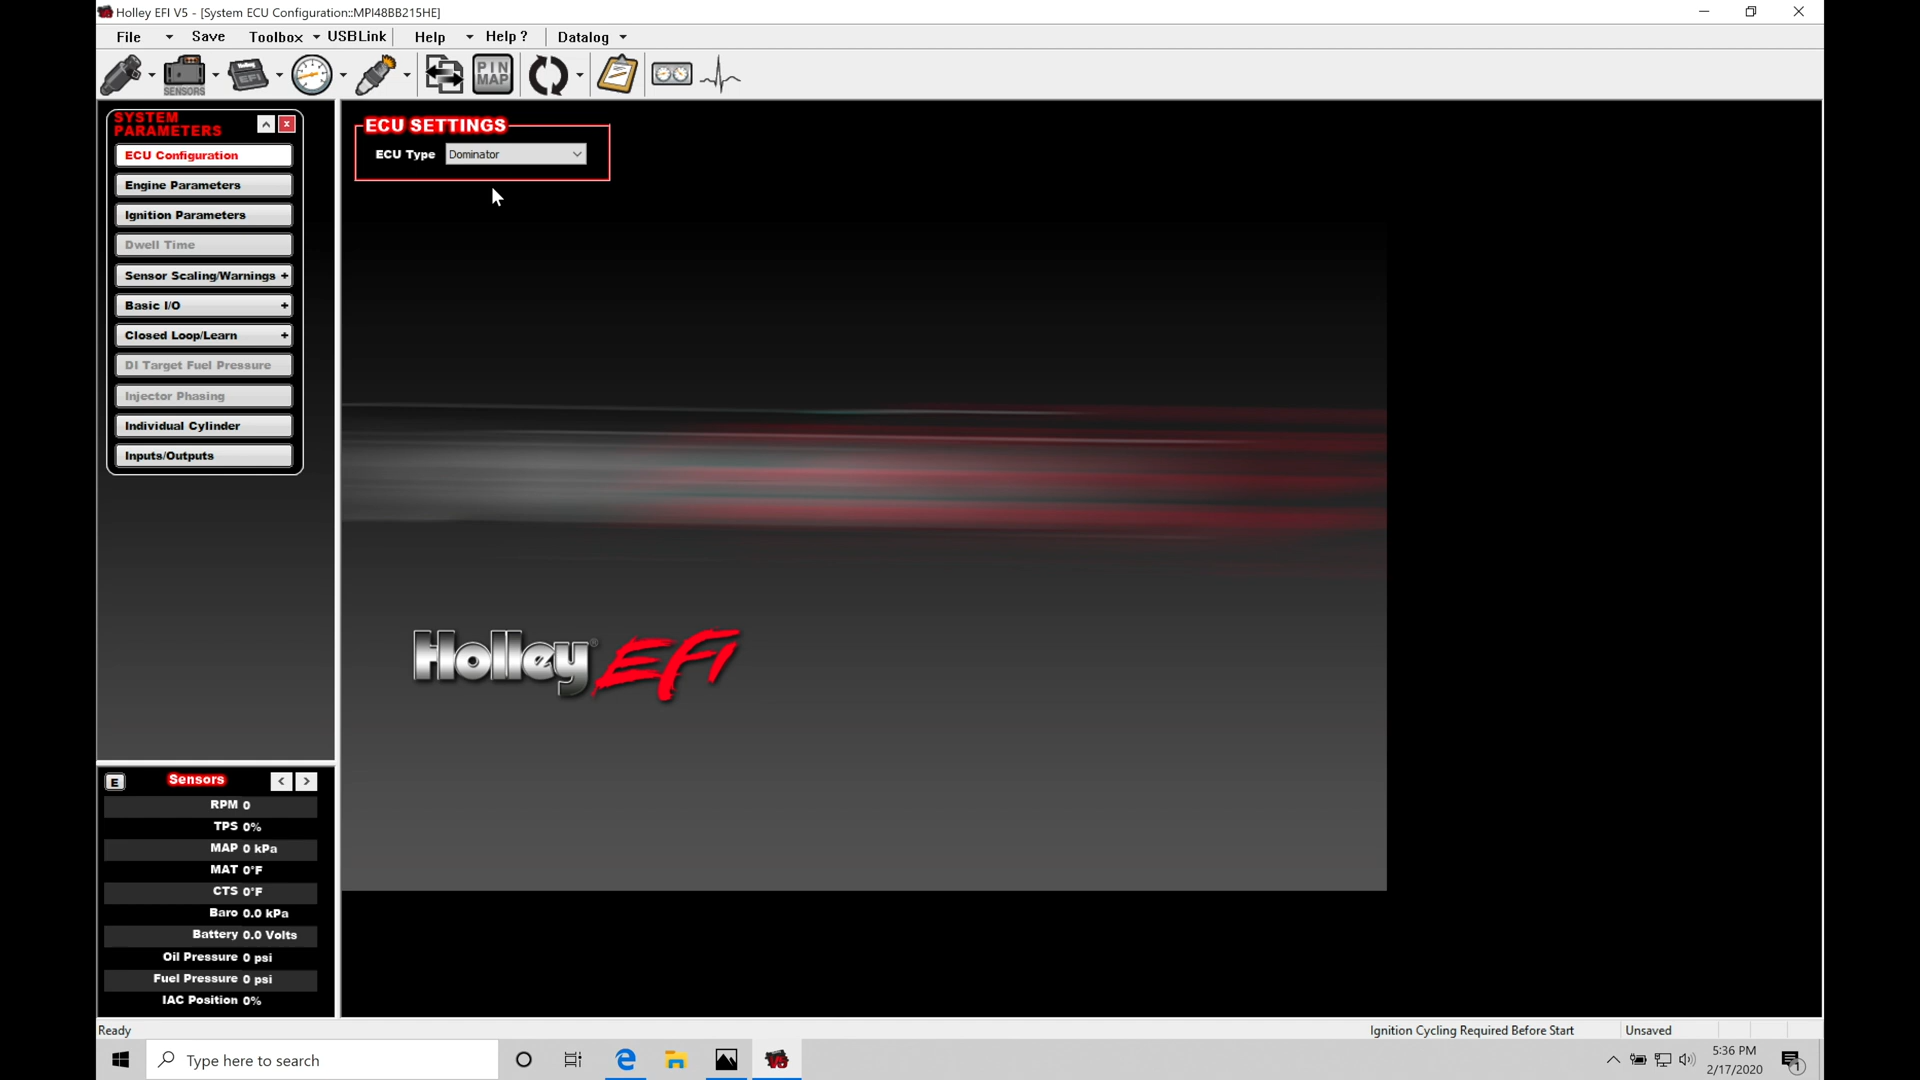 Holley EFI V5 - [System ECU Configuration::MPI48BB215HE]
File Save Toolbox USBLink Help Help ? Datalog
SENSORS EFI PIN MAP
SYSTEM PARAMETERS
ECU Configuration
Engine Parameters
Ignition Parameters
Dwell Time
Sensor Scaling/Warnings +
Basic I/O +
Closed Loop/Learn +
DI Target Fuel Pressure
Injector Phasing
Individual Cylinder
Inputs/Outputs
ECU SETTINGS
ECU Type Dominator
Holley® EFI
E Sensors < >
RPM 0
TPS 0%
MAP 0 kPa
MAT 0°F
CTS 0°F
Baro 0.0 kPa
Battery 0.0 Volts
Oil Pressure 0 psi
Fuel Pressure 0 psi
IAC Position 0%
Ready Ignition Cycling Required Before Start Unsaved
Type here to search
V5
5:36 PM
2/17/2020
1